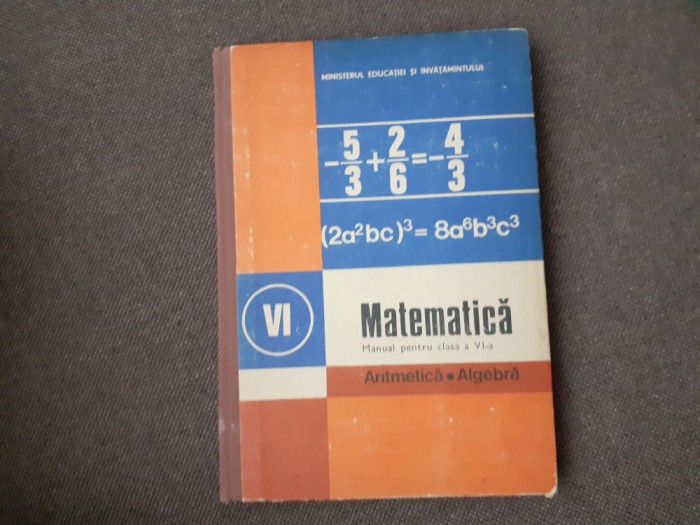 MINISTERUL EDUCAȚIEI ȘI ÎNVĂȚĂMÎNTULUI
-5/3+2/6=-4/3
(2a²bc)³=8a⁶b³c³
VI
Matematică
Manual pentru clasa a VI-a
Aritmetică • Algebră